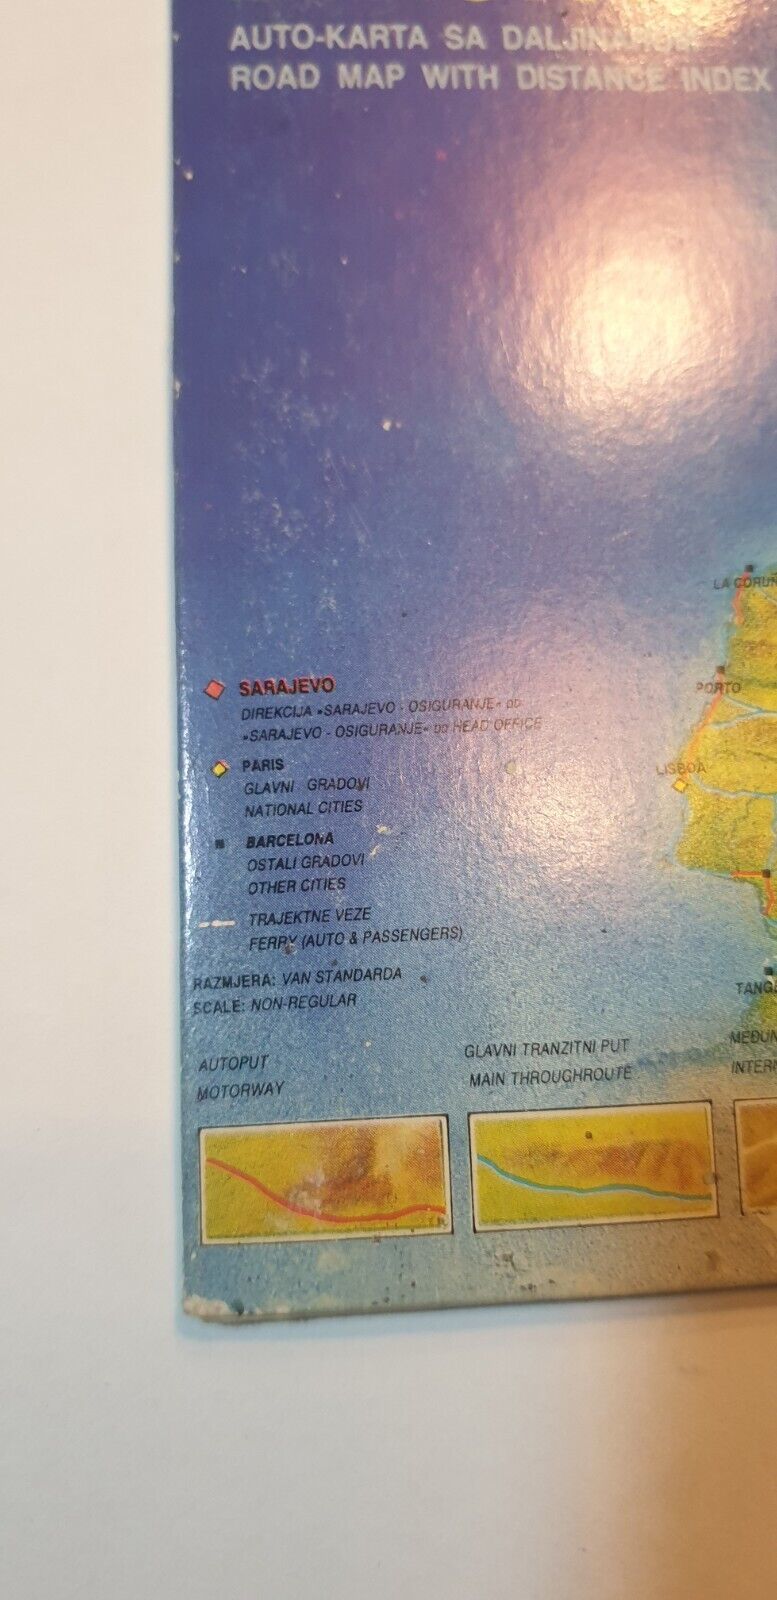 AUTO-KARTA SA DALJINAROM
ROAD MAP WITH DISTANCE INDEX
LA CORUÑ
PORTO
LISBOA
SARAJEVO
DIREKCIJA »SARAJEVO - OSIGURANJE« DD
»SARAJEVO - OSIGURANJE« DD HEAD OFFICE
PARIS
GLAVNI GRADOVI
NATIONAL CITIES
BARCELONA
OSTALI GRADOVI
OTHER CITIES
TRAJEKTNE VEZE
FERRY (AUTO & PASSENGERS)
RAZMJERA: VAN STANDARDA
SCALE: NON-REGULAR
TANG
AUTOPUT
MOTORWAY
GLAVNI TRANZITNI PUT
MAIN THROUGHROUTE
MEĐUN
INTERN